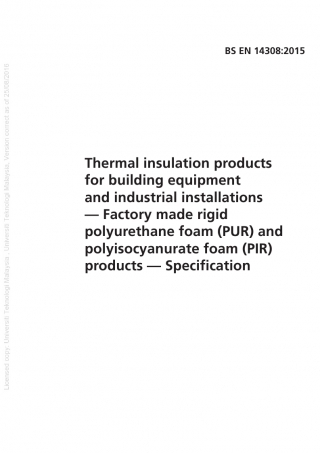 BS EN 14308:2015
Thermal insulation products
for building equipment
and industrial installations
— Factory made rigid
polyurethane foam (PUR) and
polyisocyanurate foam (PIR)
products — Specification
Licensed copy: Universiti Teknologi Malaysia, Universiti Teknologi Malaysia, Version correct as of 25/08/2016